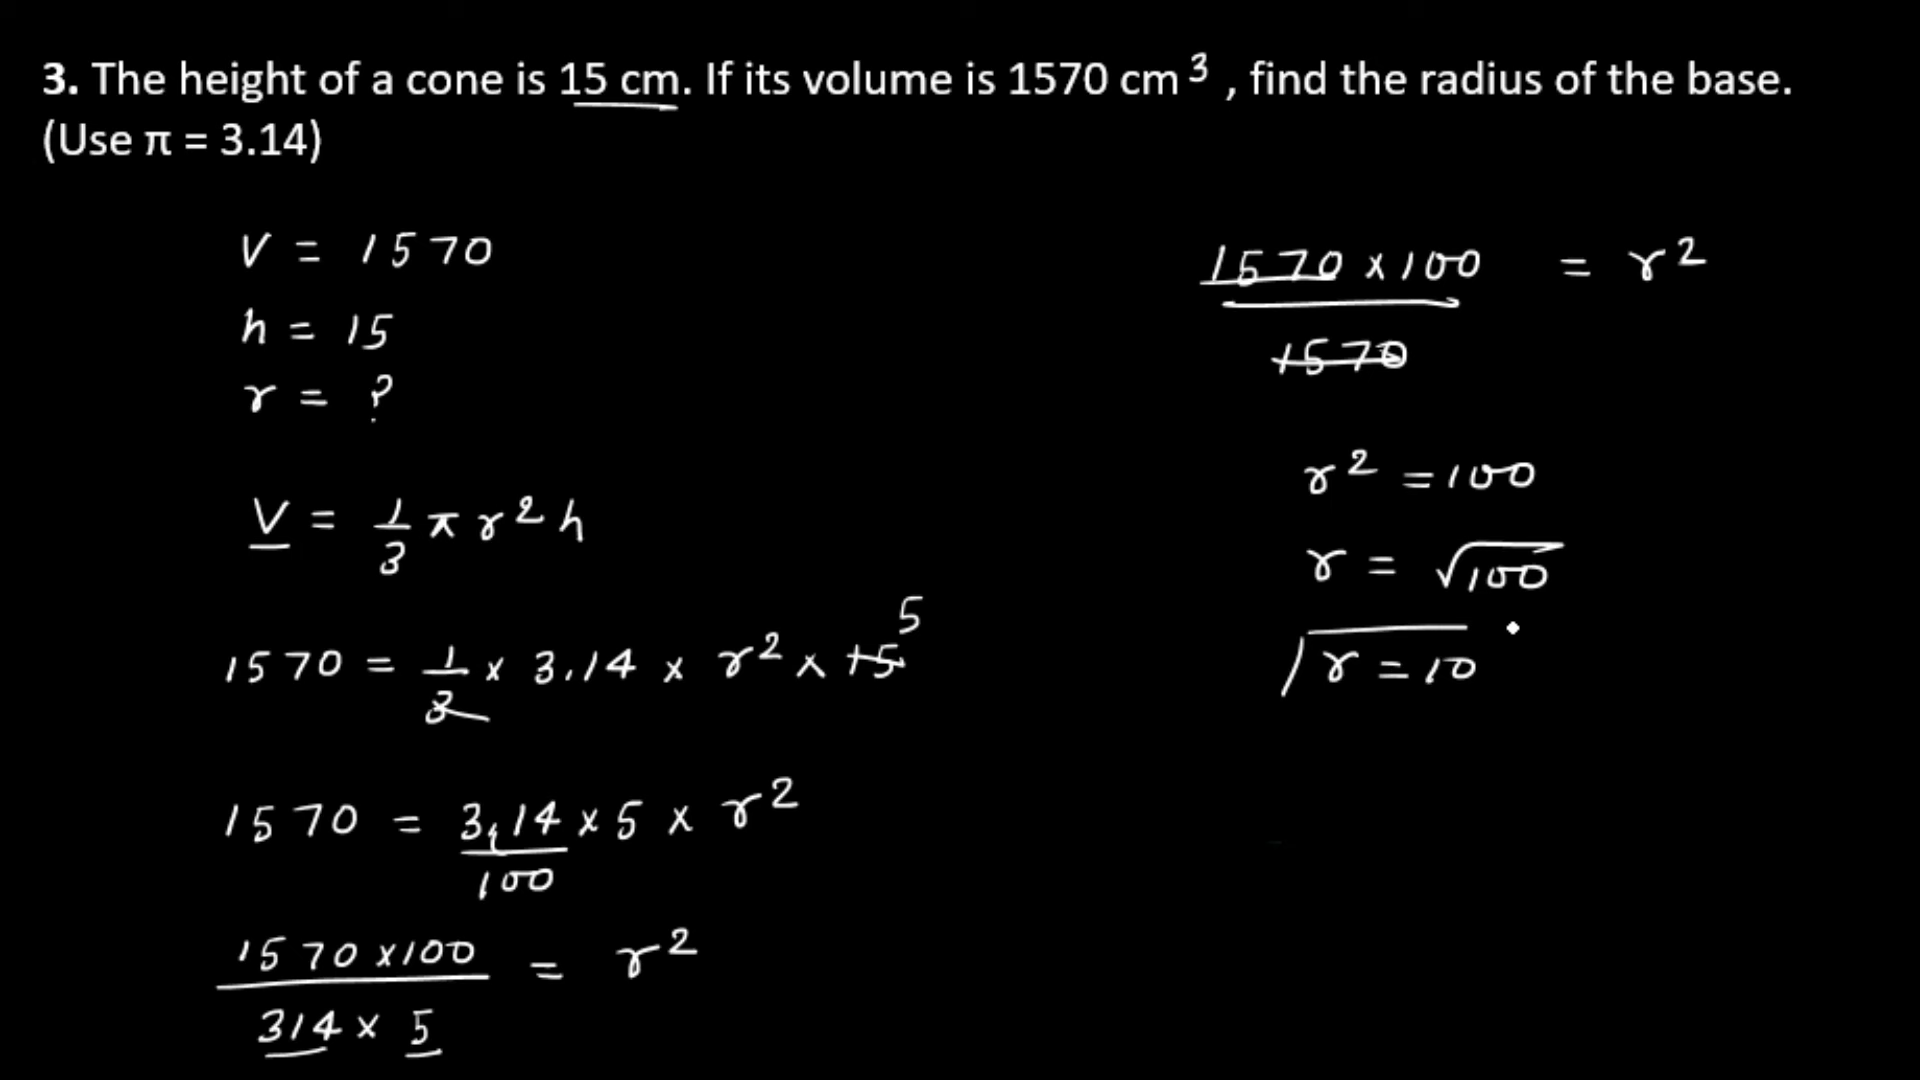 3. The height of a cone is 15 cm. If its volume is 1570 cm³ , find the radius of the base.
(Use π = 3.14)
V = 1570
h = 15
r = ?
V = 1/3 π r² h
1570 = 1/3 × 3.14 × r² × 15 5
1570 = 3.14/100 × 5 × r²
1570 × 100 / 314 × 5 = r²
1570 × 100 / 1570 = r²
r² = 100
r = √100
r = 10